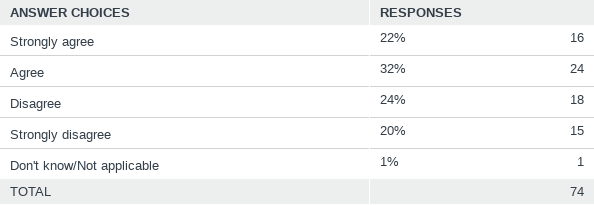 ANSWER CHOICES RESPONSES
Strongly agree 22% 16
Agree 32% 24
Disagree 24% 18
Strongly disagree 20% 15
Don't know/Not applicable 1% 1
TOTAL 74